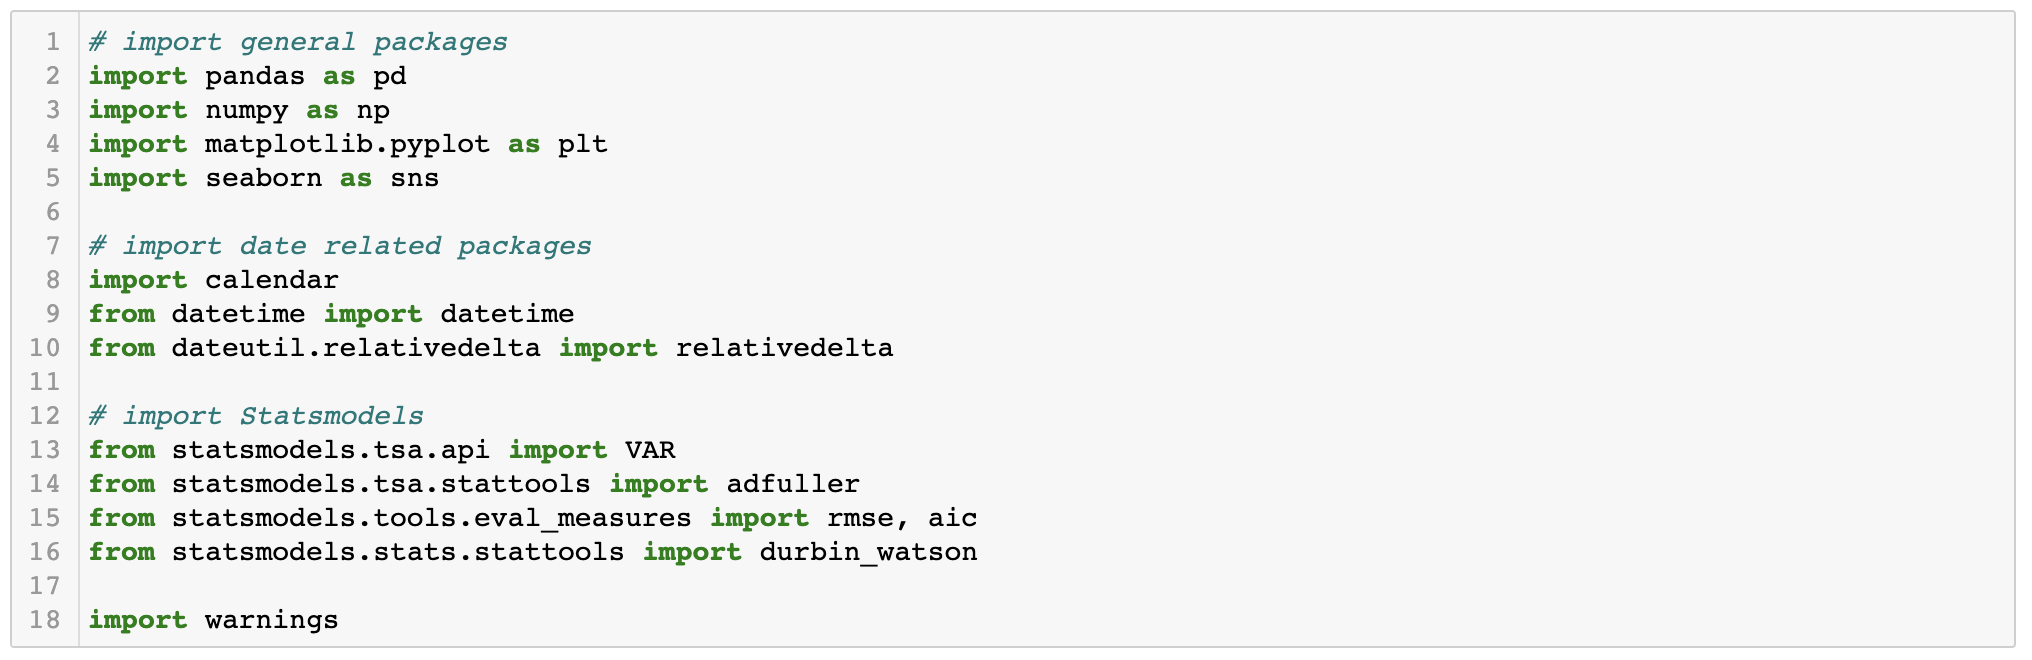 1 # import general packages
2 import pandas as pd
3 import numpy as np
4 import matplotlib.pyplot as plt
5 import seaborn as sns
6
7 # import date related packages
8 import calendar
9 from datetime import datetime
10 from dateutil.relativedelta import relativedelta
11
12 # import Statsmodels
13 from statsmodels.tsa.api import VAR
14 from statsmodels.tsa.stattools import adfuller
15 from statsmodels.tools.eval_measures import rmse, aic
16 from statsmodels.stats.stattools import durbin_watson
17
18 import warnings